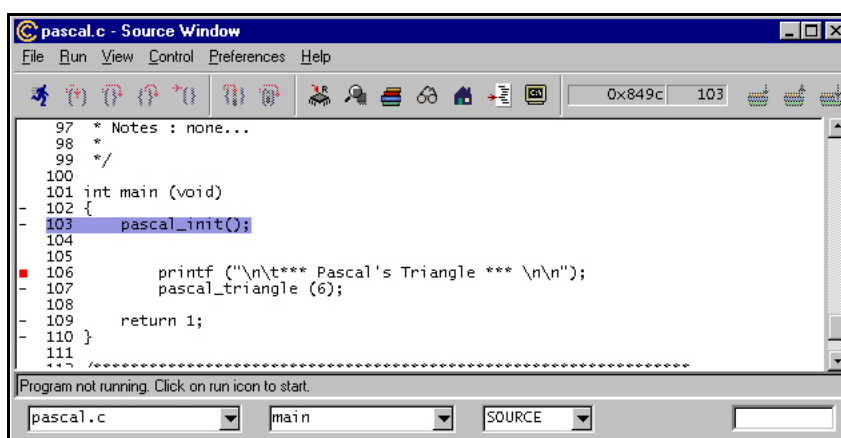 pascal.c - Source Window
File Run View Control Preferences Help
0x849c 103
97 * Notes : none...
98 *
99 */
100
101 int main (void)
- 102 {
- 103 pascal_init();
104
105
106 printf ("\n\t*** Pascal's Triangle *** \n\n");
- 107 pascal_triangle (6);
108
- 109 return 1;
- 110 }
111
Program not running. Click on run icon to start.
pascal.c main SOURCE